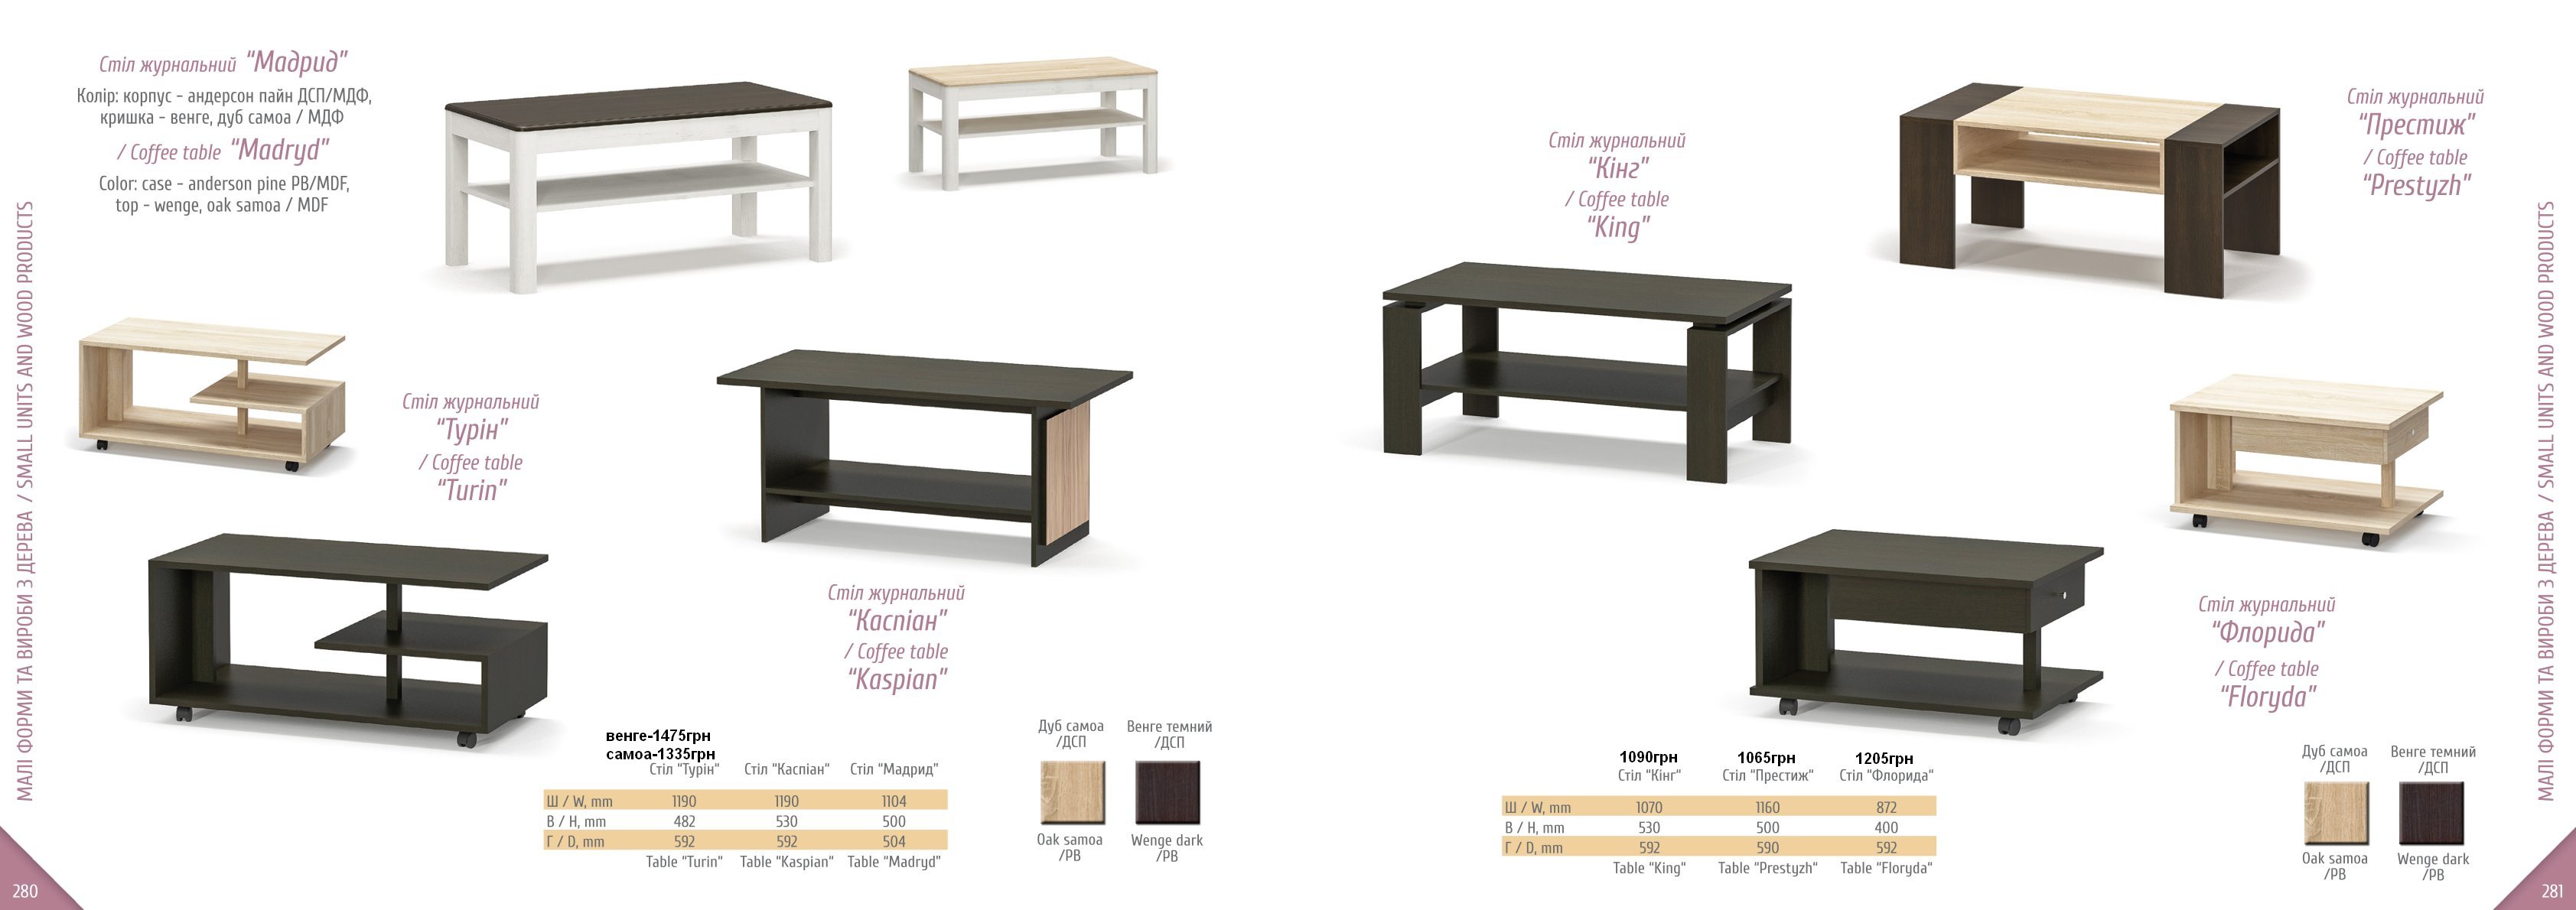 Стіл журнальний “Мадрид”
Колір: корпус - андерсон пайн ДСП/МДФ,
кришка - венге, дуб самоа / МДФ
/ Coffee table “Madryd”
Color: case - anderson pine PB/MDF,
top - wenge, oak samoa / MDF
МАЛІ ФОРМИ ТА ВИРОБИ З ДЕРЕВА / SMALL UNITS AND WOOD PRODUCTS
Стіл журнальний
“Турін”
/ Coffee table
“Turin”
Стіл журнальний
“Каспіан”
/ Coffee table
“Kaspian”
венге-1475грн
самоа-1335грн
Стіл “Турін” Стіл “Каспіан” Стіл “Мадрид”
Ш / W, mm 1190 1190 1104
В / H, mm 482 530 500
Г / D, mm 592 592 504
Table “Turin” Table “Kaspian” Table “Madryd”
Дуб самоа
/ДСП
Венге темний
/ДСП
Oak samoa
/PB
Wenge dark
/PB
280
Стіл журнальний
“Кінг”
/ Coffee table
“King”
Стіл журнальний
“Престиж”
/ Coffee table
“Prestyzh”
Стіл журнальний
“Флорида”
/ Coffee table
“Floryda”
1090грн 1065грн 1205грн
Стіл “Кінг” Стіл “Престиж” Стіл “Флорида”
Ш / W, mm 1070 1160 872
В / H, mm 530 500 400
Г / D, mm 592 590 592
Table “King” Table “Prestyzh” Table “Floryda”
Дуб самоа
/ДСП
Венге темний
/ДСП
Oak samoa
/PB
Wenge dark
/PB
МАЛІ ФОРМИ ТА ВИРОБИ З ДЕРЕВА / SMALL UNITS AND WOOD PRODUCTS
281